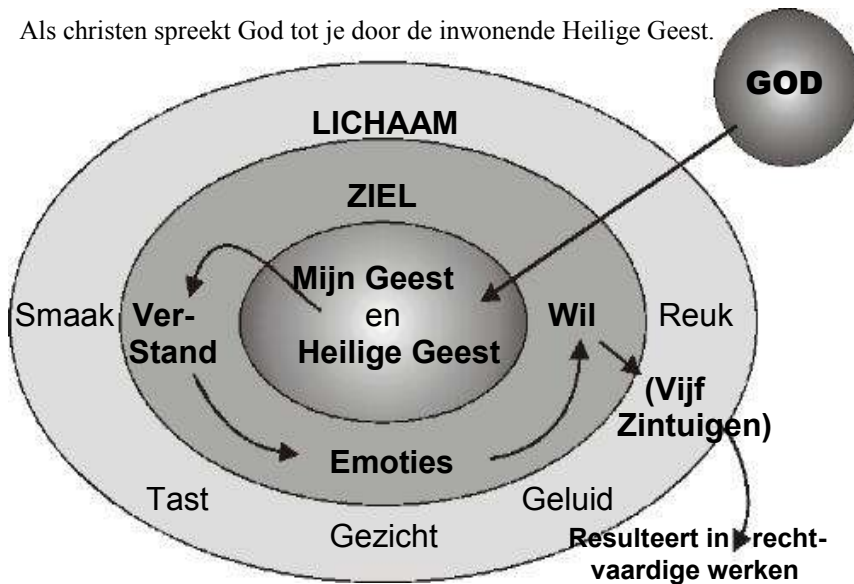 Als christen spreekt God tot je door de inwonende Heilige Geest.
GOD
LICHAAM
ZIEL
Mijn Geest
en
Heilige Geest
Smaak
Ver-
Stand
Wil
Reuk
(Vijf
Zintuigen)
Emoties
Tast
Geluid
Gezicht
Resulteert in recht-
vaardige werken